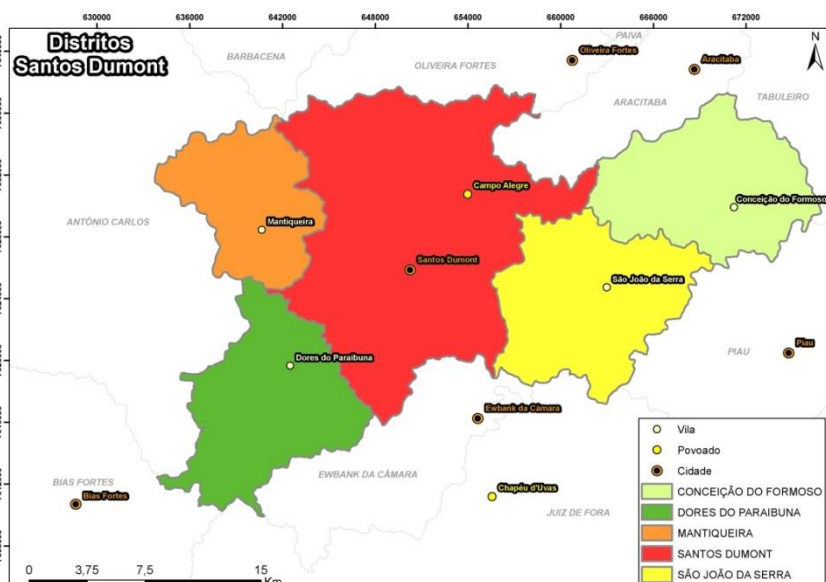 630000 636000 642000 648000 654000 660000 666000 672000
Distritos
Santos Dumont
N
PAIVA
BARBACENA
OLIVEIRA FORTES
Oliveira Fortes
Aracitaba
ARACITABA
TABULEIRO
Campo Alegre
Conceição do Formoso
ANTÔNIO CARLOS
Mantiqueira
Santos Dumont
São João da Serra
Dores do Paraibuna
PIAU
Piau
Ewbank da Câmara
EWBANK DA CÂMARA
BIAS FORTES
Bias Fortes
Chapéu d'Uvas
JUIZ DE FORA
Vila
Povoado
Cidade
CONCEIÇÃO DO FORMOSO
DORES DO PARAIBUNA
MANTIQUEIRA
SANTOS DUMONT
SÃO JOÃO DA SERRA
0 3,75 7,5 15
Km